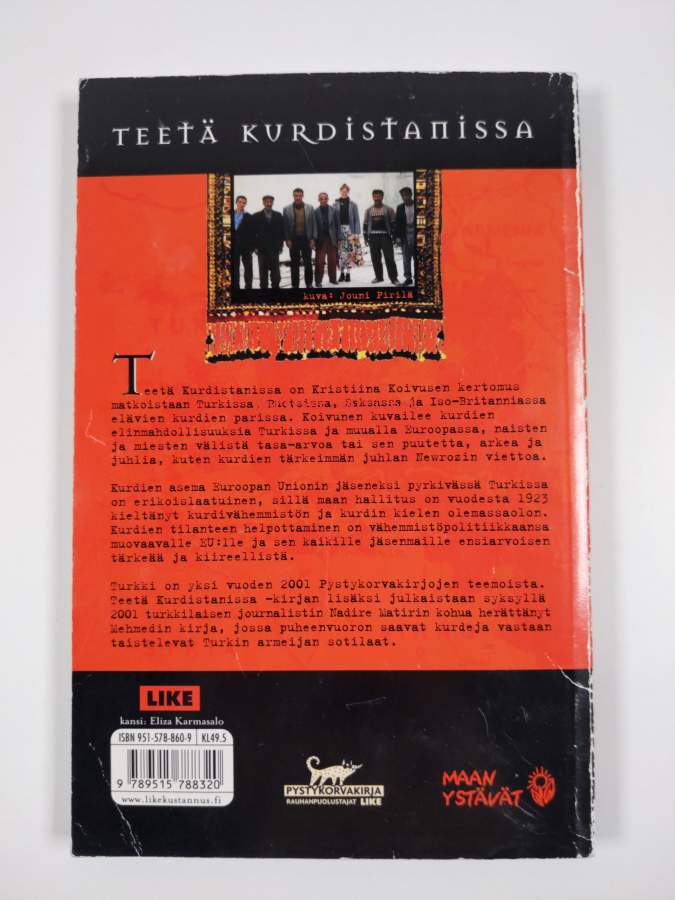 TEETÄ KURDISTANISSA
kuva: Jouni Pirilä
Teetä Kurdistanissa on Kristiina Koivusen kertomus
matkoistaan Turkissa, Ruotsissa, Saksassa ja Iso-Britanniassa
elävien kurdien parissa. Koivunen kuvailee kurdien
elinmahdollisuuksia Turkissa ja muualla Euroopassa, naisten
ja miesten välistä tasa-arvoa tai sen puutetta, arkea ja
juhlia, kuten kurdien tärkeimmän juhlan Newrozin viettoa.
Kurdien asema Euroopan Unionin jäseneksi pyrkivässä Turkissa
on erikoislaatuinen, sillä maan hallitus on vuodesta 1923
kieltänyt kurdivähemmistön ja kurdin kielen olemassaolon.
Kurdien tilanteen helpottaminen on vähemmistöpolitiikkaansa
muovaavalle EU:lle ja sen kaikille jäsenmaille ensiarvoisen
tärkeää ja kiireellistä.
Turkki on yksi vuoden 2001 Pystykorvakirjojen teemoista.
Teetä Kurdistanissa -kirjan lisäksi julkaistaan syksyllä
2001 turkkilaisen journalistin Nadire Matirin kohua herättänyt
Mehmedin kirja, jossa puheenvuoron saavat kurdeja vastaan
taistelevat Turkin armeijan sotilaat.
LIKE
kansi: Eliza Karmasalo
ISBN 951-578-860-9 KL49.5
9 789515 788320
www.likekustannus.fi
PYSTYKORVAKIRJA
RAUHANPUOLUSTAJAT LIKE
MAAN
YSTÄVÄT